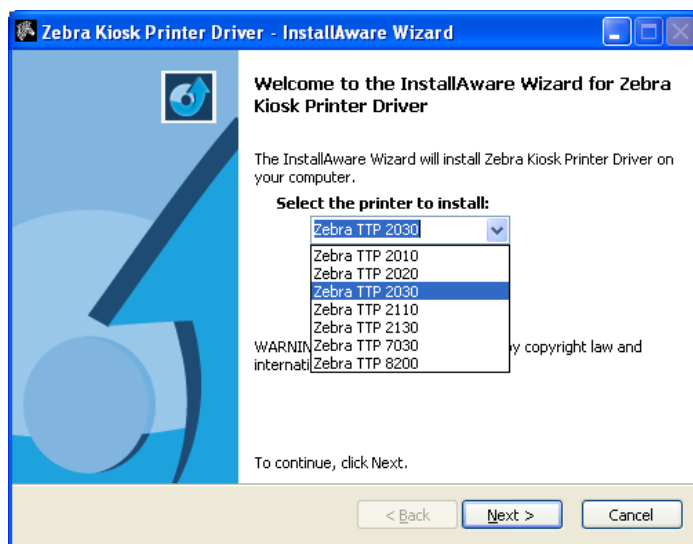 Zebra Kiosk Printer Driver - InstallAware Wizard
Welcome to the InstallAware Wizard for Zebra
Kiosk Printer Driver
The InstallAware Wizard will install Zebra Kiosk Printer Driver on
your computer.
Select the printer to install:
Zebra TTP 2030
Zebra TTP 2010
Zebra TTP 2020
Zebra TTP 2030
Zebra TTP 2110
Zebra TTP 2130
Zebra TTP 7030
Zebra TTP 8200
copyright law and
To continue, click Next.
< Back
Next >
Cancel